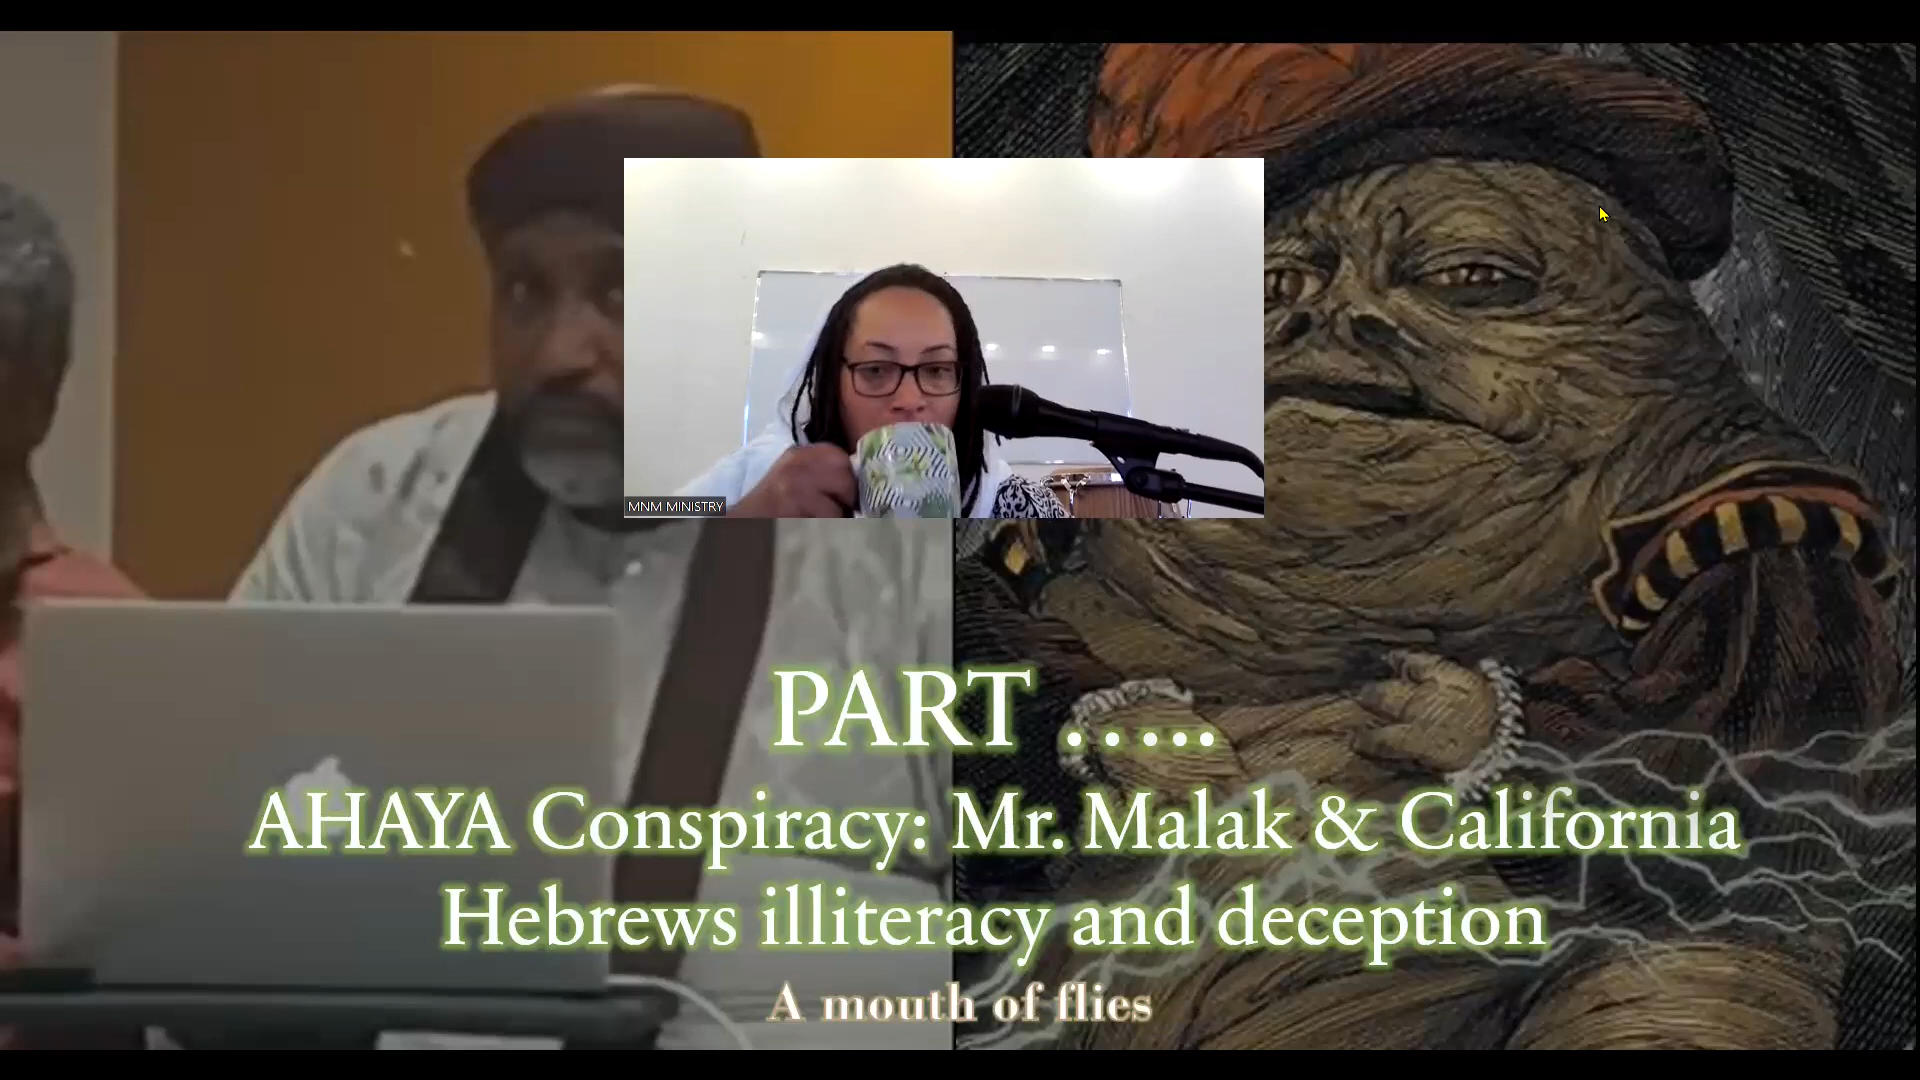 MNM MINISTRY
PART .....
AHAYA Conspiracy: Mr. Malak & California
Hebrews illiteracy and deception
A mouth of flies